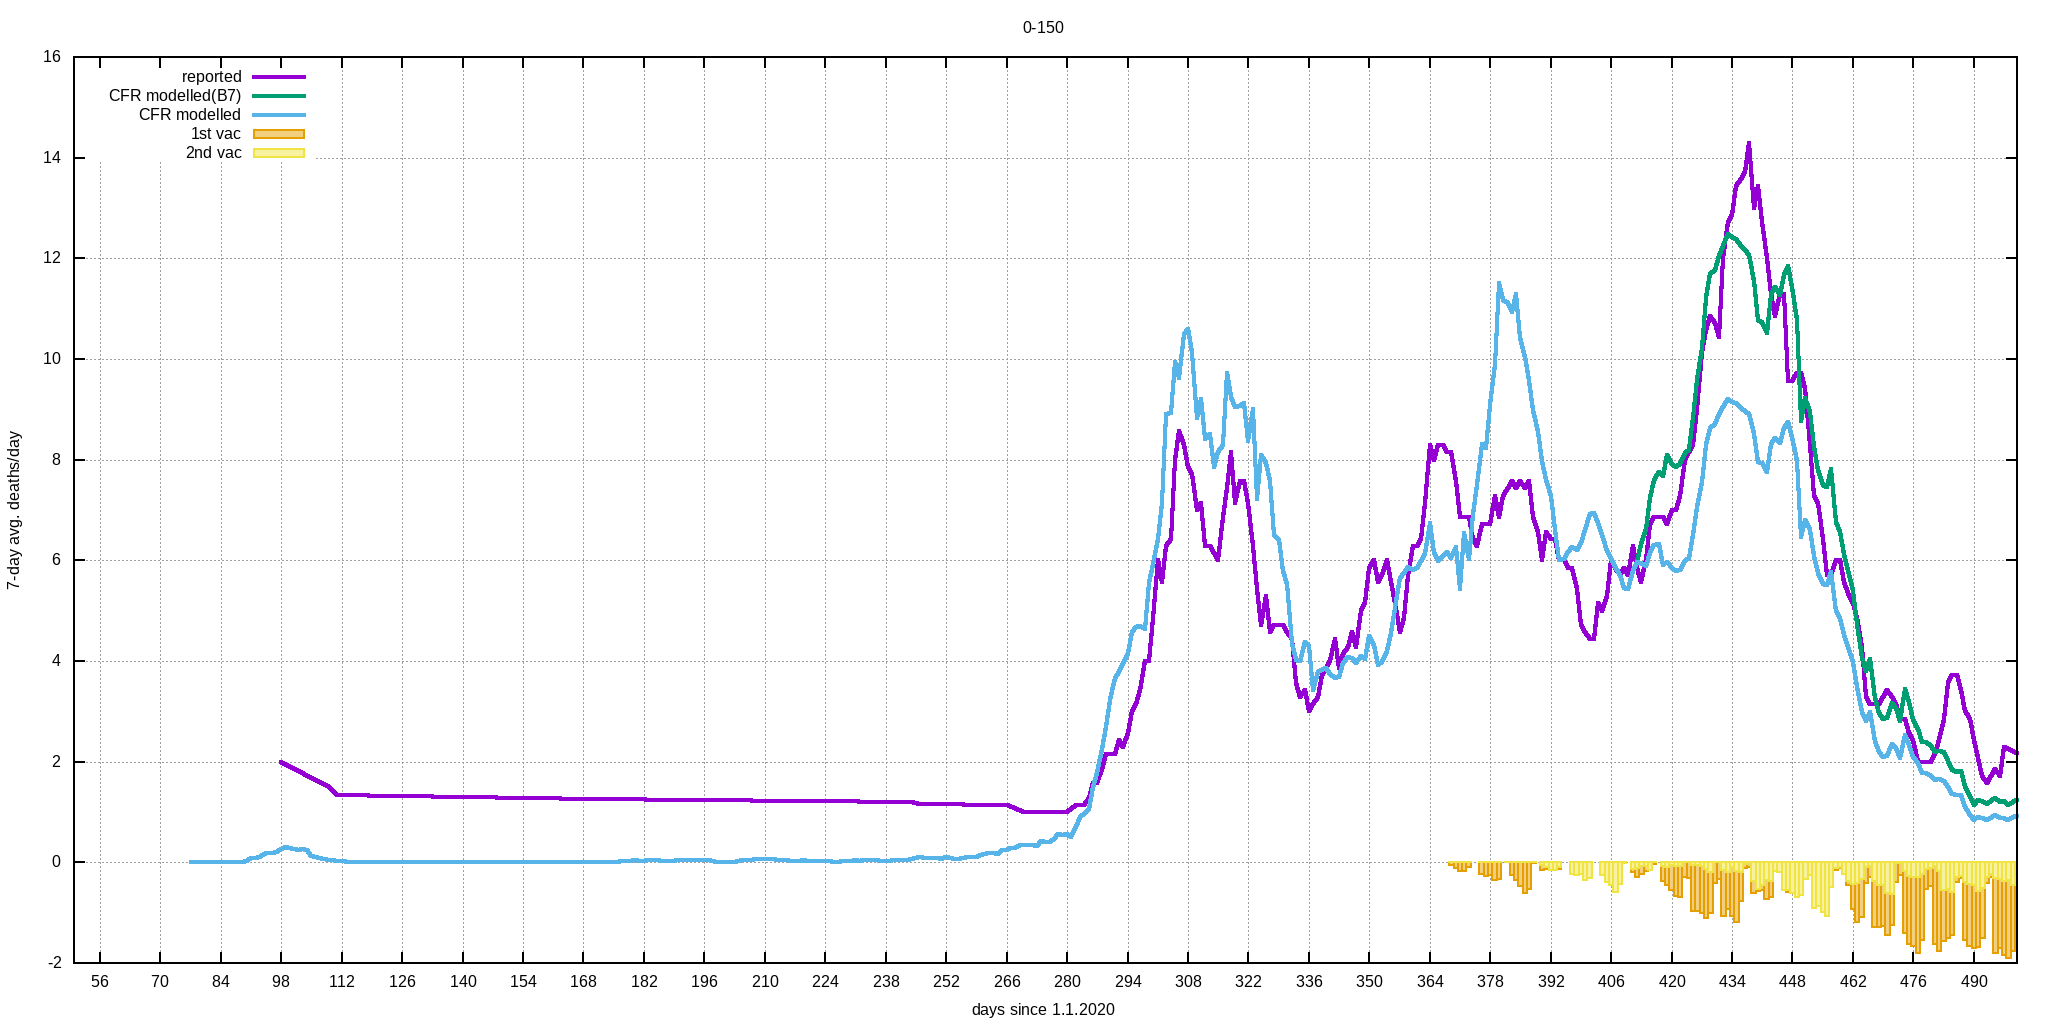 0-150
16
14
12
10
8
6
4
2
0
-2
7-day avg. deaths/day
reported
CFR modelled(B7)
CFR modelled
1st vac
2nd vac
56 70 84 98 112 126 140 154 168 182 196 210 224 238 252 266 280 294 308 322 336 350 364 378 392 406 420 434 448 462 476 490
days since 1.1.2020